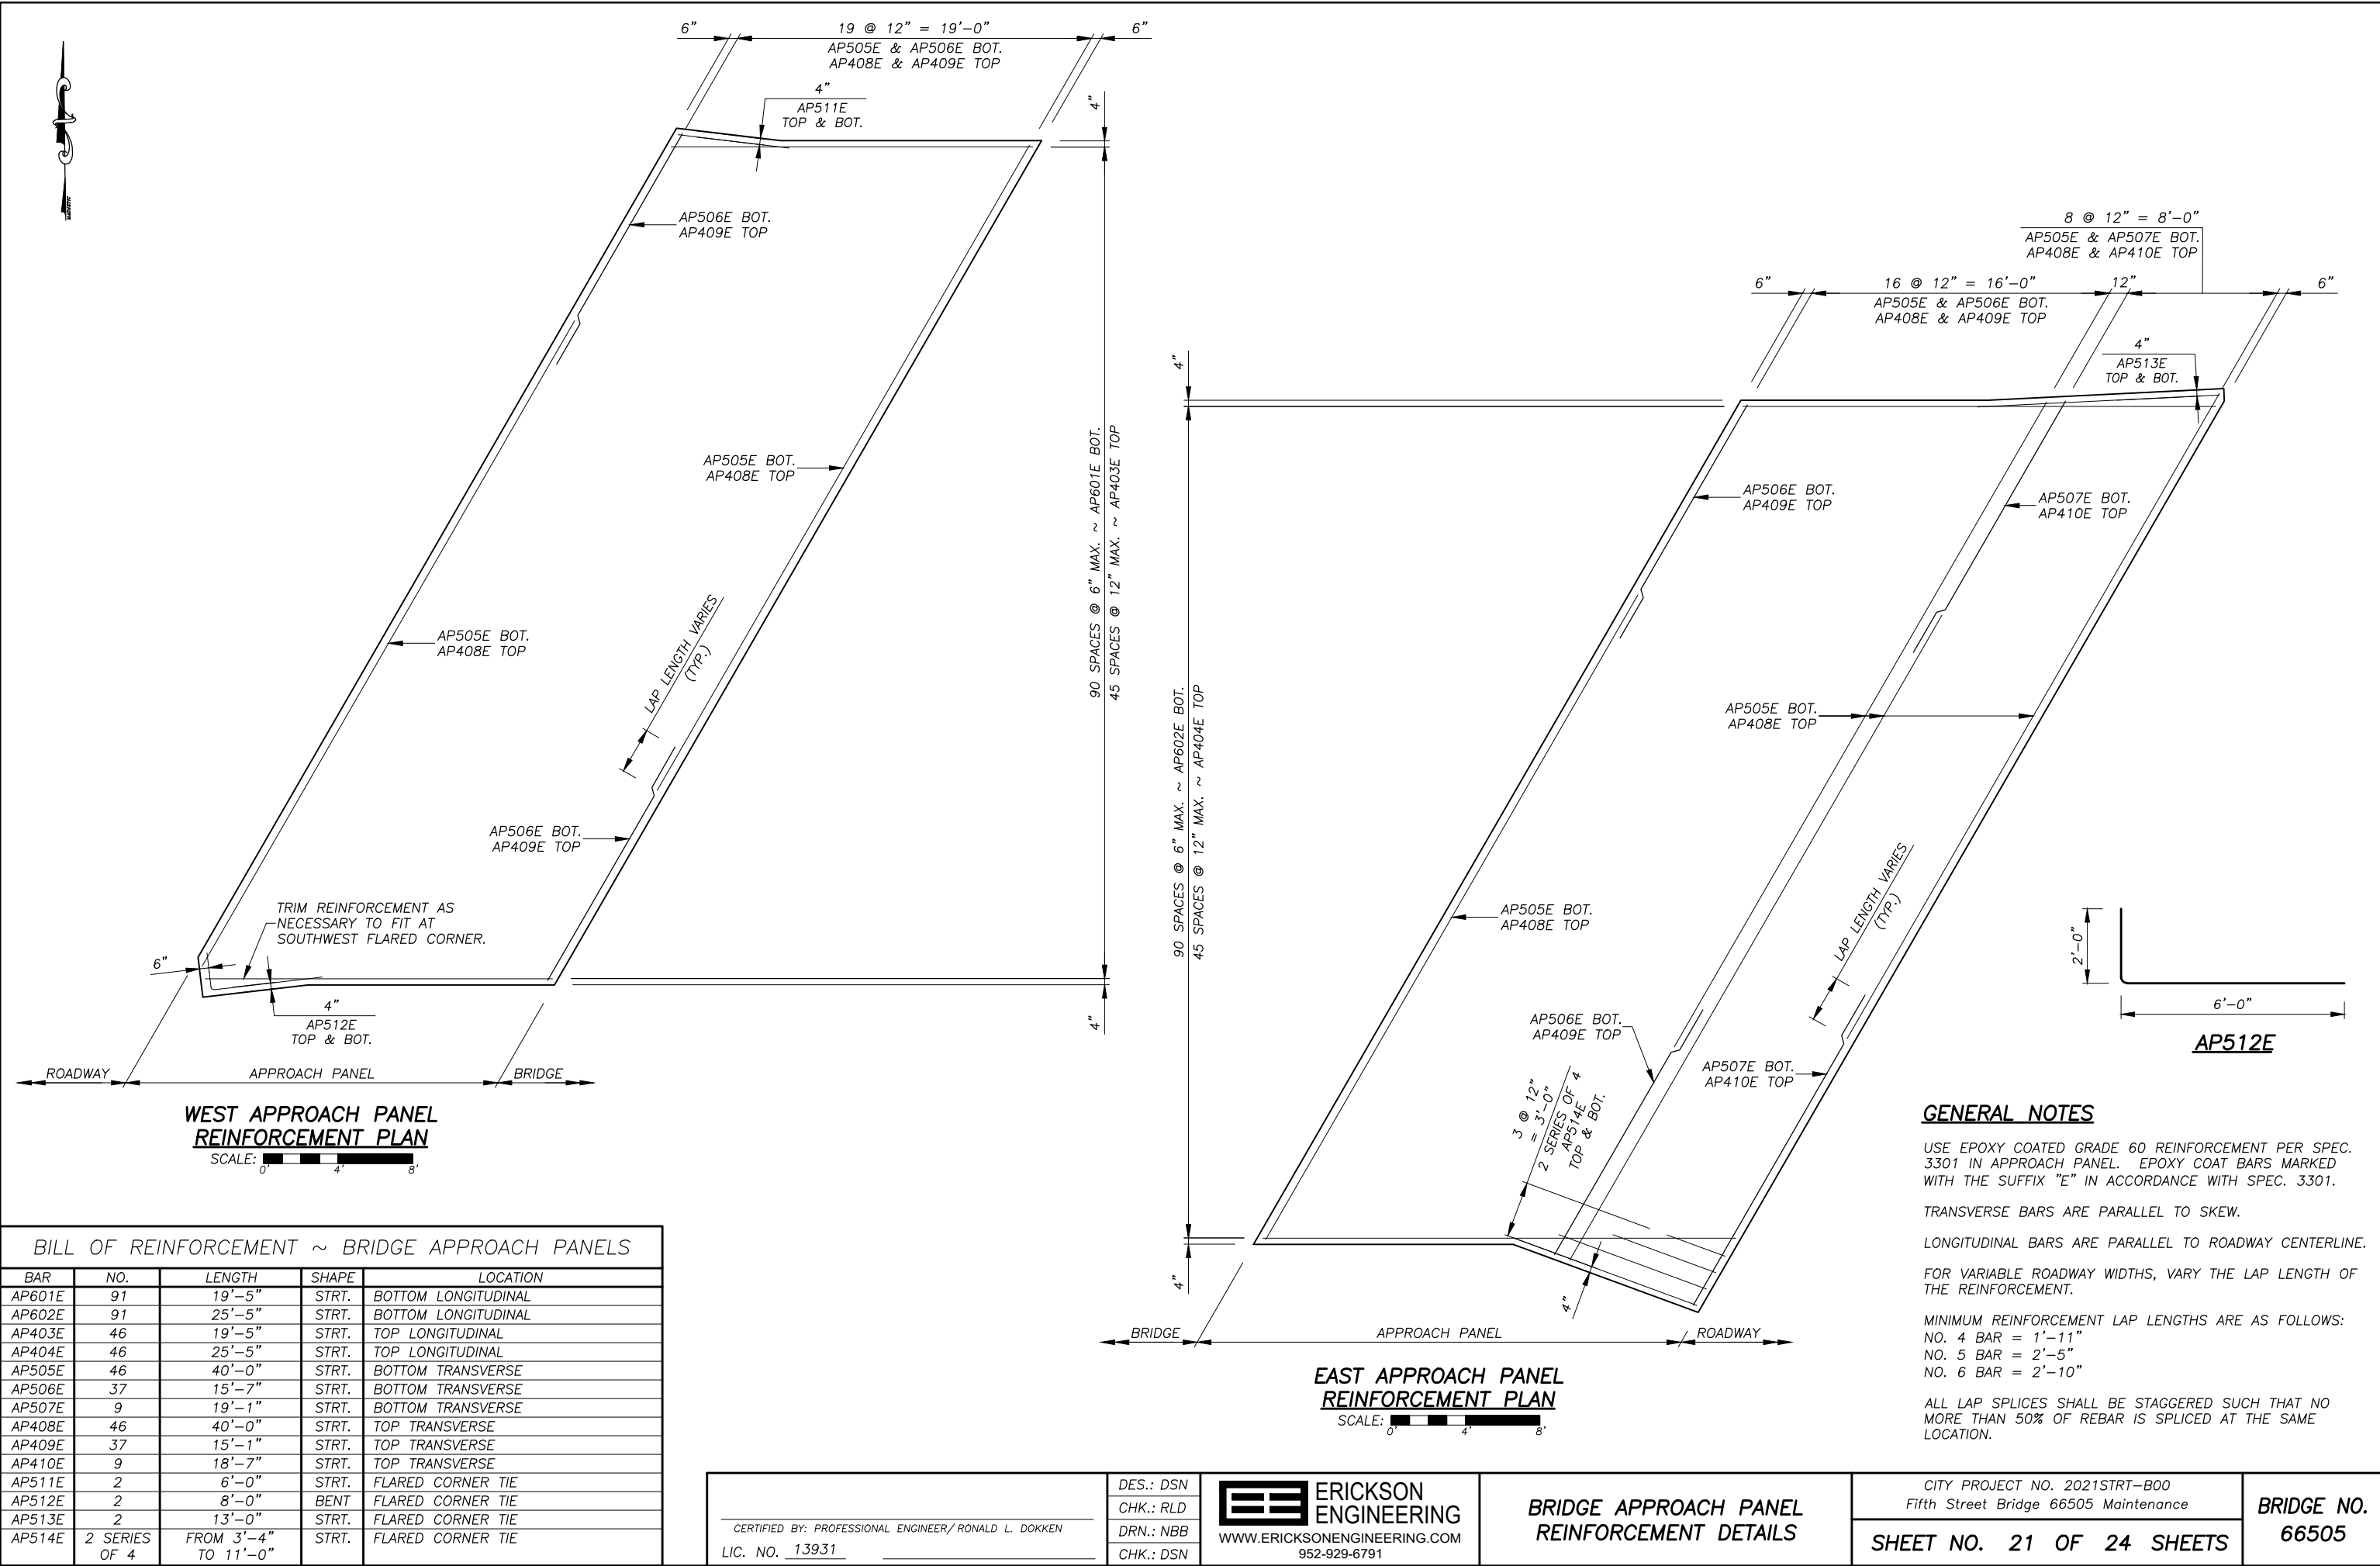 6"
19 @ 12" = 19'-0"
6"
AP505E & AP506E BOT.
AP408E & AP409E TOP
4"
AP511E
TOP & BOT.
4"
AP506E BOT.
AP409E TOP
AP505E BOT.
AP408E TOP
90 SPACES @ 6" MAX. ~ AP601E BOT.
45 SPACES @ 12" MAX. ~ AP403E TOP
AP505E BOT.
AP408E TOP
LAP LENGTH VARIES
(TYP.)
AP506E BOT.
AP409E TOP
TRIM REINFORCEMENT AS
NECESSARY TO FIT AT
SOUTHWEST FLARED CORNER.
6"
4"
AP512E
TOP & BOT.
4"
ROADWAY
APPROACH PANEL
BRIDGE
WEST APPROACH PANEL
REINFORCEMENT PLAN
SCALE:
0'
4'
8'
8 @ 12" = 8'-0"
AP505E & AP507E BOT.
AP408E & AP410E TOP
6"
16 @ 12" = 16'-0"
12"
6"
AP505E & AP506E BOT.
AP408E & AP409E TOP
4"
4"
AP513E
TOP & BOT.
AP506E BOT.
AP409E TOP
AP507E BOT.
AP410E TOP
90 SPACES @ 6" MAX. ~ AP602E BOT.
45 SPACES @ 12" MAX. ~ AP404E TOP
AP505E BOT.
AP408E TOP
AP505E BOT.
AP408E TOP
LAP LENGTH VARIES
(TYP.)
AP506E BOT.
AP409E TOP
AP507E BOT.
AP410E TOP
3 @ 12"
= 3'-0"
2 SERIES OF 4
AP514E
TOP & BOT.
4"
4"
BRIDGE
APPROACH PANEL
ROADWAY
EAST APPROACH PANEL
REINFORCEMENT PLAN
SCALE:
0'
4'
8'
2'-0"
6'-0"
AP512E
GENERAL NOTES
USE EPOXY COATED GRADE 60 REINFORCEMENT PER SPEC.
3301 IN APPROACH PANEL. EPOXY COAT BARS MARKED
WITH THE SUFFIX "E" IN ACCORDANCE WITH SPEC. 3301.
TRANSVERSE BARS ARE PARALLEL TO SKEW.
LONGITUDINAL BARS ARE PARALLEL TO ROADWAY CENTERLINE.
FOR VARIABLE ROADWAY WIDTHS, VARY THE LAP LENGTH OF
THE REINFORCEMENT.
MINIMUM REINFORCEMENT LAP LENGTHS ARE AS FOLLOWS:
NO. 4 BAR = 1'-11"
NO. 5 BAR = 2'-5"
NO. 6 BAR = 2'-10"
ALL LAP SPLICES SHALL BE STAGGERED SUCH THAT NO
MORE THAN 50% OF REBAR IS SPLICED AT THE SAME
LOCATION.
BILL OF REINFORCEMENT ~ BRIDGE APPROACH PANELS
BAR NO. LENGTH SHAPE LOCATION
AP601E 91 19'-5" STRT. BOTTOM LONGITUDINAL
AP602E 91 25'-5" STRT. BOTTOM LONGITUDINAL
AP403E 46 19'-5" STRT. TOP LONGITUDINAL
AP404E 46 25'-5" STRT. TOP LONGITUDINAL
AP505E 46 40'-0" STRT. BOTTOM TRANSVERSE
AP506E 37 15'-7" STRT. BOTTOM TRANSVERSE
AP507E 9 19'-1" STRT. BOTTOM TRANSVERSE
AP408E 46 40'-0" STRT. TOP TRANSVERSE
AP409E 37 15'-1" STRT. TOP TRANSVERSE
AP410E 9 18'-7" STRT. TOP TRANSVERSE
AP511E 2 6'-0" STRT. FLARED CORNER TIE
AP512E 2 8'-0" BENT FLARED CORNER TIE
AP513E 2 13'-0" STRT. FLARED CORNER TIE
AP514E 2 SERIES FROM 3'-4" STRT. FLARED CORNER TIE
OF 4 TO 11'-0"
CERTIFIED BY: PROFESSIONAL ENGINEER/ RONALD L. DOKKEN
LIC. NO. 13931
DES.: DSN
CHK.: RLD
DRN.: NBB
CHK.: DSN
ERICKSON
ENGINEERING
WWW.ERICKSONENGINEERING.COM
952-929-6791
BRIDGE APPROACH PANEL
REINFORCEMENT DETAILS
CITY PROJECT NO. 2021STRT-B00
Fifth Street Bridge 66505 Maintenance
SHEET NO. 21 OF 24 SHEETS
BRIDGE NO.
66505